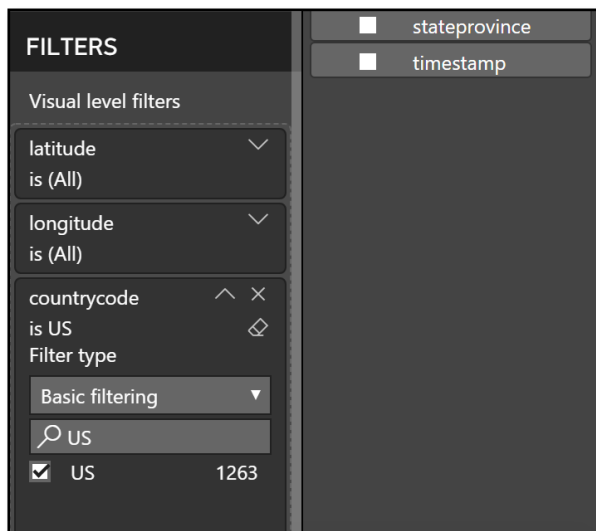 FILTERS
Visual level filters
latitude
is (All)
longitude
is (All)
countrycode
is US
Filter type
Basic filtering
US
US 1263
stateprovince
timestamp